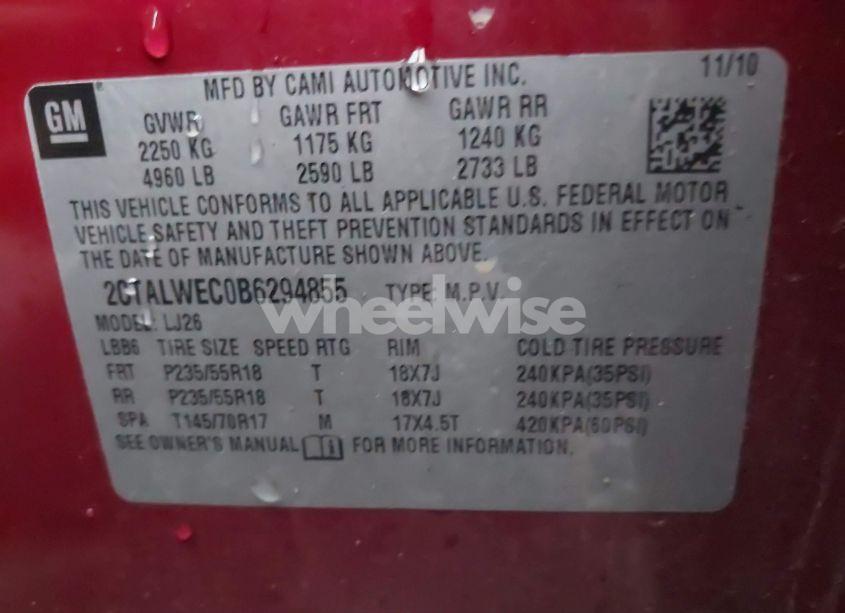 MFD BY CAMI AUTOMOTIVE INC. 11/10
GM
GVWR GAWR FRT GAWR RR
2250 KG 1175 KG 1240 KG
4960 LB 2590 LB 2733 LB
THIS VEHICLE CONFORMS TO ALL APPLICABLE U.S. FEDERAL MOTOR
VEHICLE SAFETY AND THEFT PREVENTION STANDARDS IN EFFECT ON
THE DATE OF MANUFACTURE SHOWN ABOVE.
2CTALWEC0B6294855 TYPE: M.P.V.
wheelwise
MODEL: LJ26
LBB6 TIRE SIZE SPEED RTG RIM COLD TIRE PRESSURE
FRT P235/55R18 T 18X7J 240KPA(35PSI)
RR P235/55R18 T 18X7J 240KPA(35PSI)
SPA T145/70R17 M 17X4.5T 420KPA(60PSI)
SEE OWNER'S MANUAL FOR MORE INFORMATION.